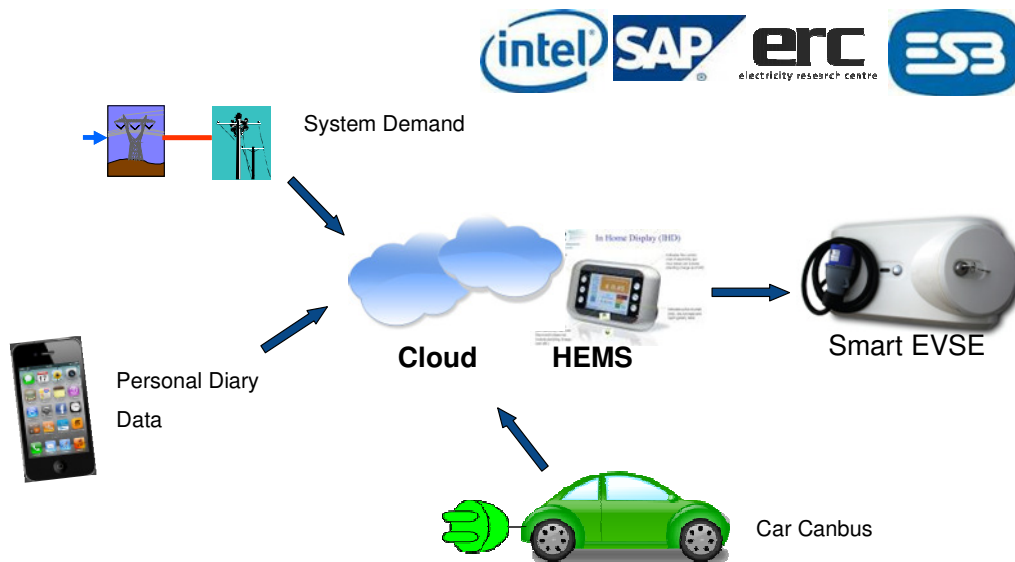 intel
SAP
erc
electricity research centre
ESB
System Demand
In Home Display (IHD)
Cloud
HEMS
Smart EVSE
Personal Diary
Data
Car Canbus